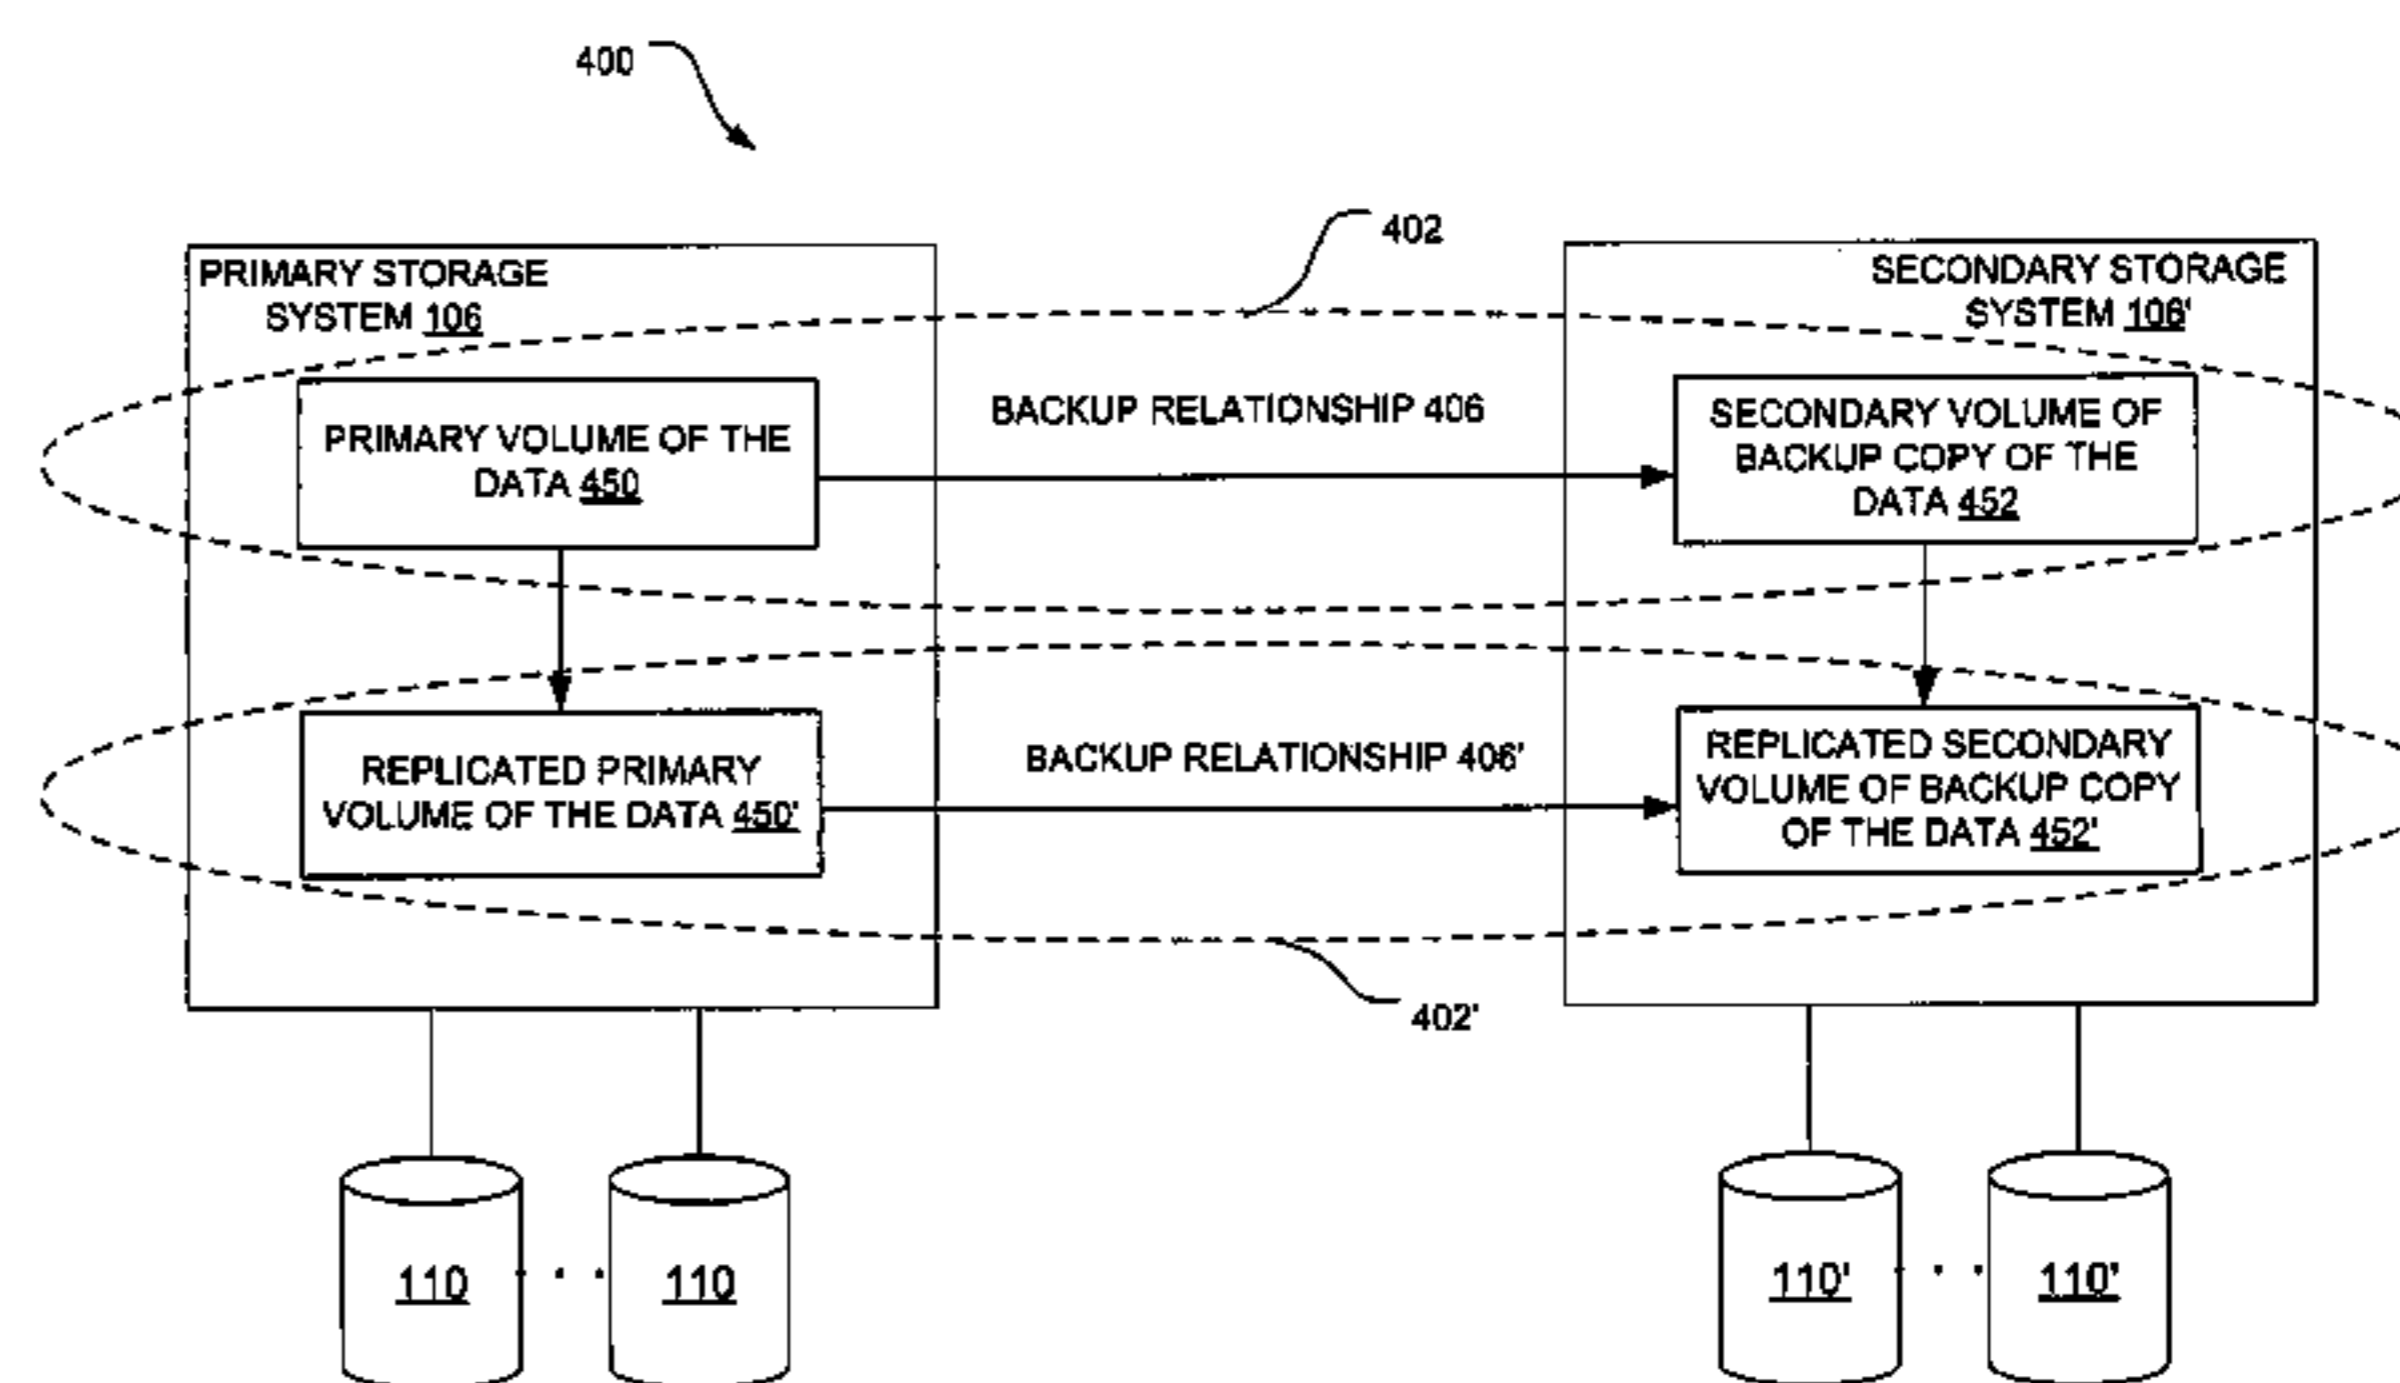 400
402
PRIMARY STORAGE
SYSTEM 106
SECONDARY STORAGE
SYSTEM 106'
PRIMARY VOLUME OF THE
DATA 450
BACKUP RELATIONSHIP 406
SECONDARY VOLUME OF
BACKUP COPY OF THE
DATA 452
REPLICATED PRIMARY
VOLUME OF THE DATA 450'
BACKUP RELATIONSHIP 406'
REPLICATED SECONDARY
VOLUME OF BACKUP COPY
OF THE DATA 452'
402'
110 . . . 110
110' . . . 110'